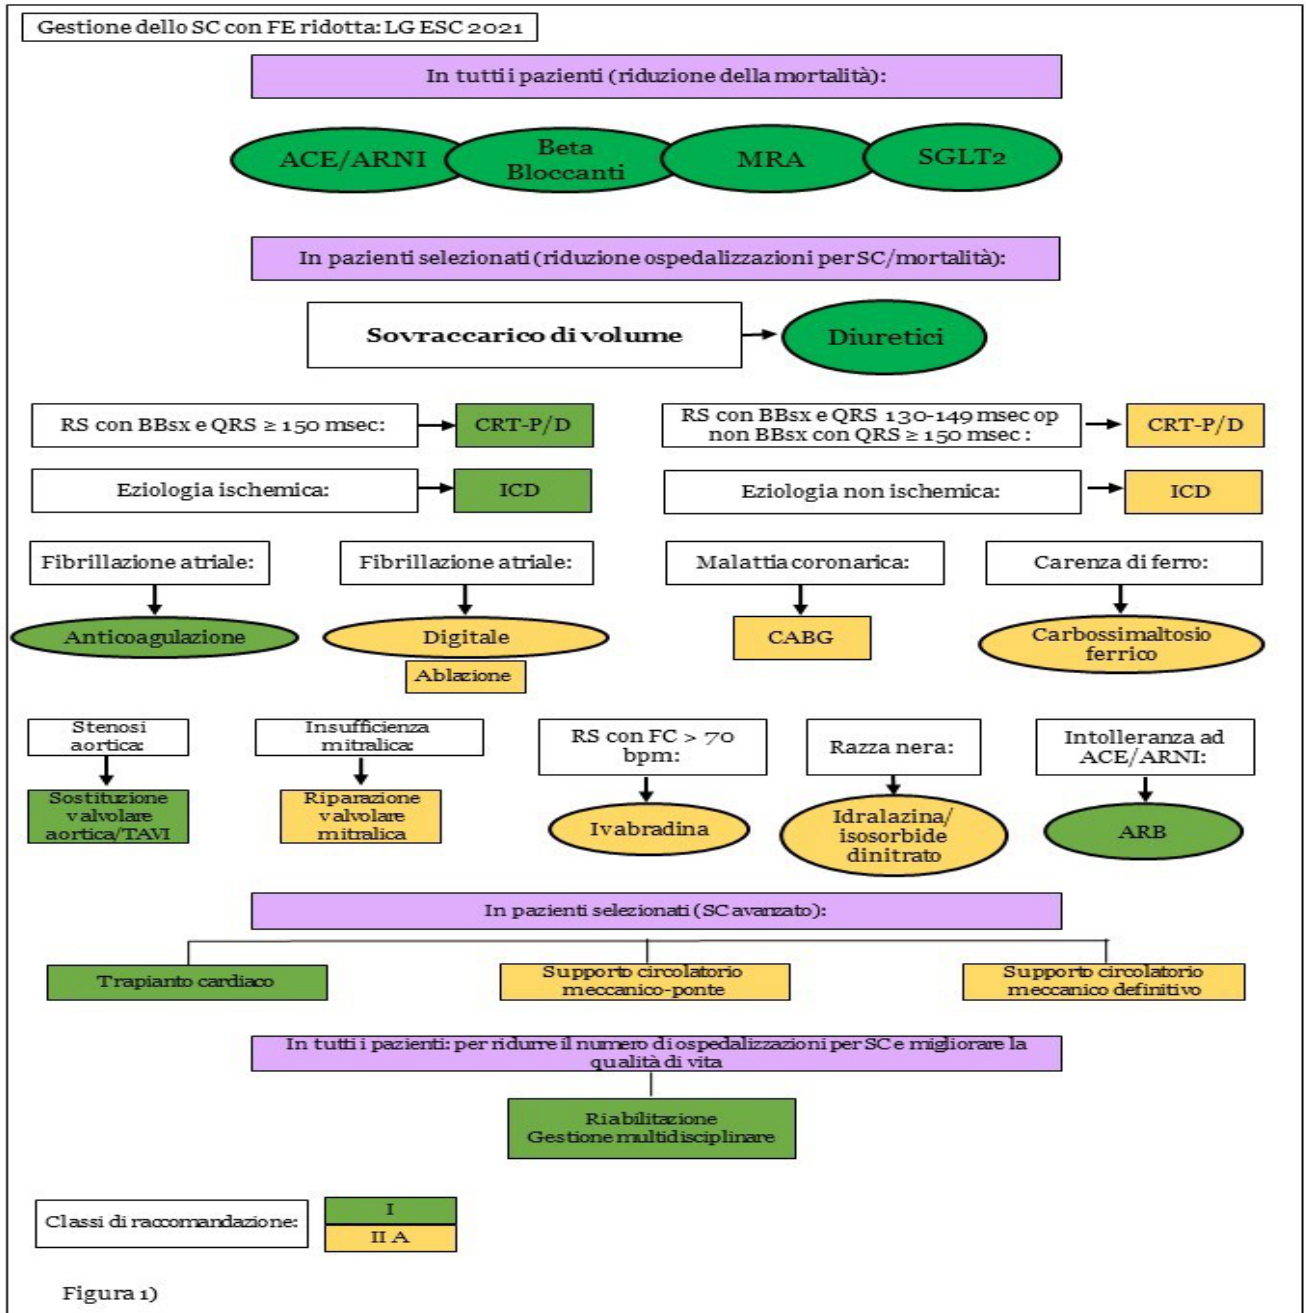 Gestione dello SC con FE ridotta: LG ESC 2021
In tutti i pazienti (riduzione della mortalità):
ACE/ARNI
Beta
Bloccanti
MRA
SGLT2
In pazienti selezionati (riduzione ospedalizzazioni per SC/mortalità):
Sovraccarico di volume
Diuretici
RS con BBsx e QRS ≥ 150 msec:
CRT-P/D
RS con BBsx e QRS 130-149 msec op
non BBsx con QRS ≥ 150 msec :
CRT-P/D
Eziologia ischemica:
ICD
Eziologia non ischemica:
ICD
Fibrillazione atriale:
Fibrillazione atriale:
Malattia coronarica:
Carenza di ferro:
Anticoagulazione
Digitale
Ablazione
CABG
Carbossimaltosio
ferrico
Stenosi
aortica:
Insufficienza
mitralica:
RS con FC > 70
bpm:
Razza nera:
Intolleranza ad
ACE/ARNI:
Sostituzione
valvolare
aortica/TAVI
Riparazione
valvolare
mitralica
Ivabradina
Idralazina/
isosorbide
dinitrato
ARB
In pazienti selezionati (SC avanzato):
Trapianto cardiaco
Supporto circolatorio
meccanico-ponte
Supporto circolatorio
meccanico definitivo
In tutti i pazienti: per ridurre il numero di ospedalizzazioni per SC e migliorare la
qualità di vita
Riabilitazione
Gestione multidisciplinare
Classi di raccomandazione:
I
II A
Figura 1)